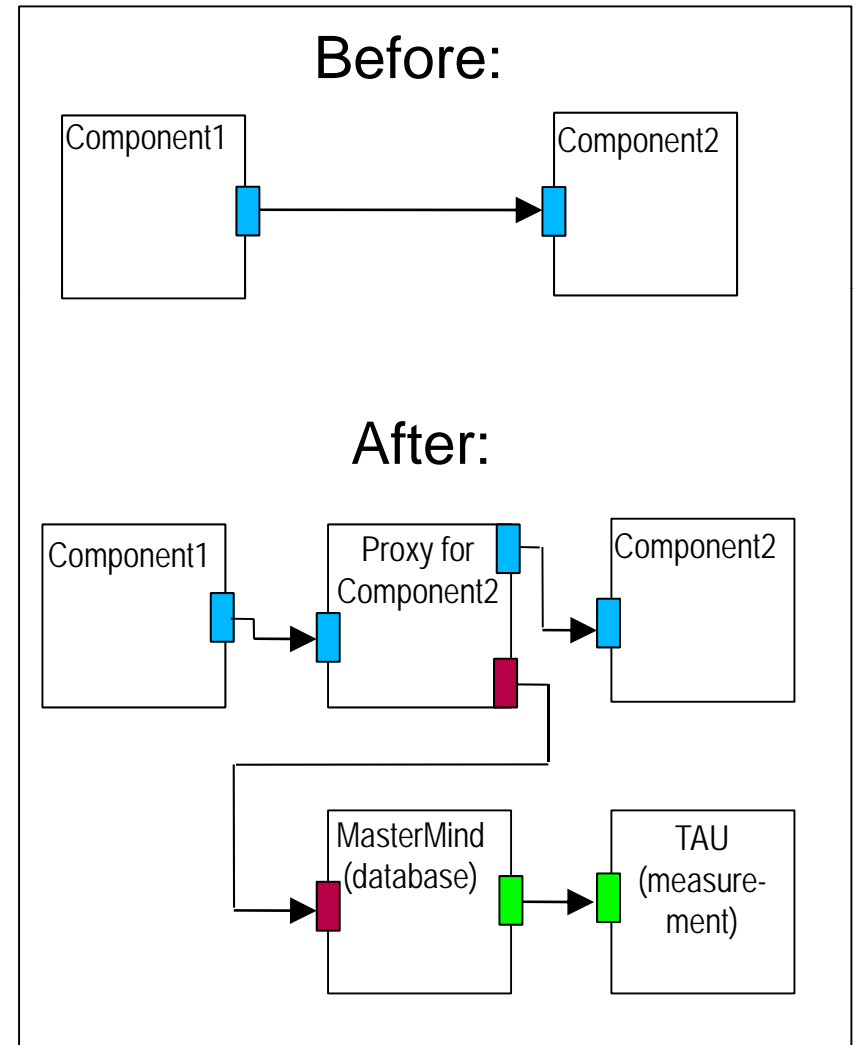 Before:
Component1
Component2
After:
Component1
Proxy for
Component2
Component2
MasterMind
(database)
TAU
(measure-
ment)